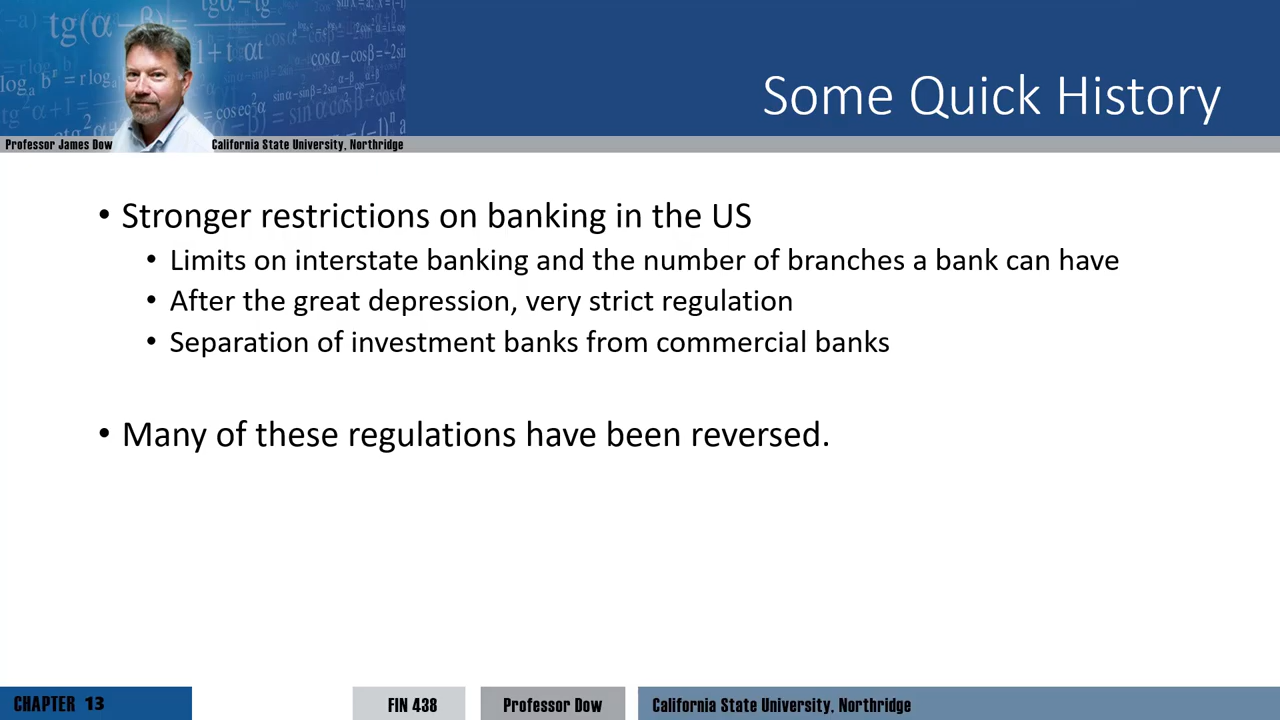 Some Quick History
Professor James Dow
California State University, Northridge
• Stronger restrictions on banking in the US
• Limits on interstate banking and the number of branches a bank can have
• After the great depression, very strict regulation
• Separation of investment banks from commercial banks
• Many of these regulations have been reversed.
CHAPTER 13
FIN 438
Professor Dow
California State University, Northridge